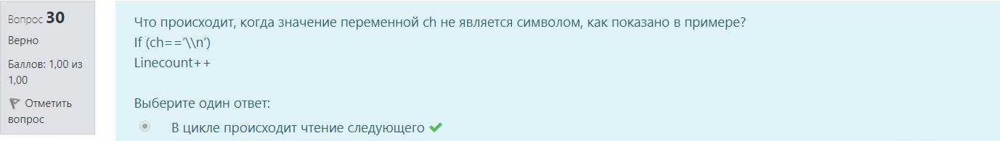 Вопрос 30
Верно
Баллов: 1,00 из
1,00
Отметить
вопрос
Что происходит, когда значение переменной ch не является символом, как показано в примере?
If (ch==‘\\n’)
Linecount++
Выберите один ответ:
В цикле происходит чтение следующего